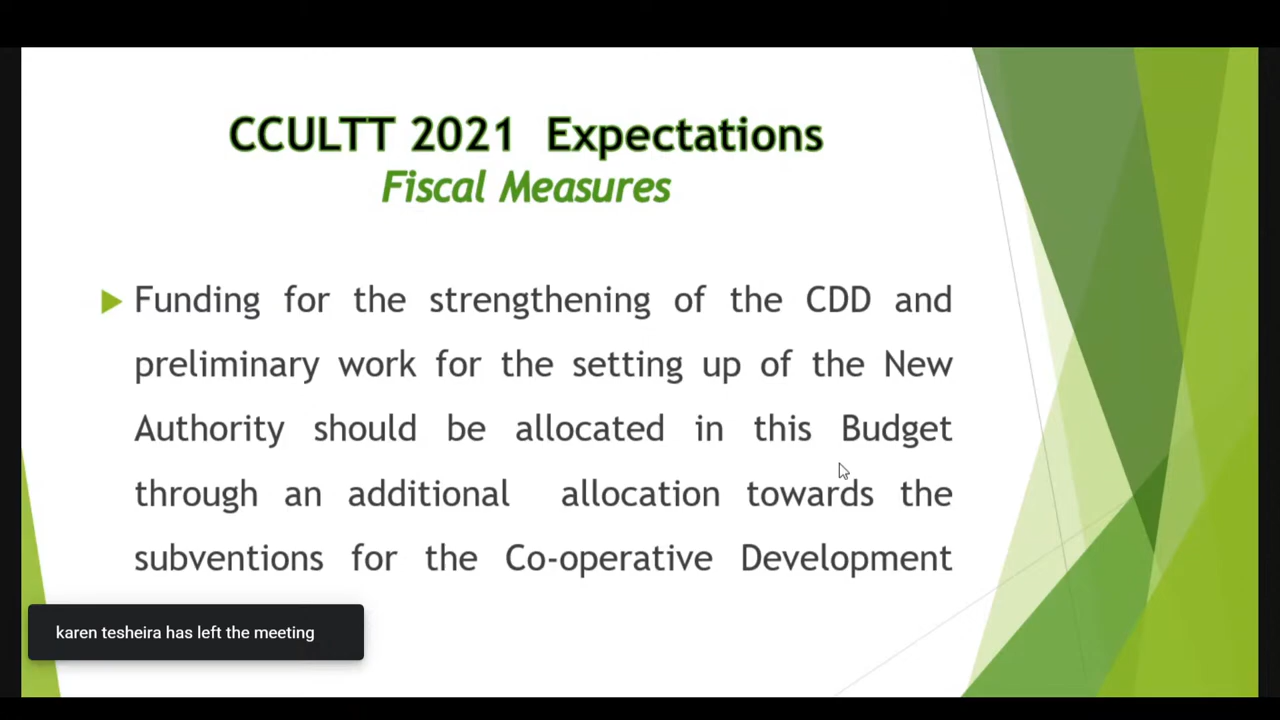 CCULTT 2021 Expectations
Fiscal Measures
Funding for the strengthening of the CDD and
preliminary work for the setting up of the New
Authority should be allocated in this Budget
through an additional allocation towards the
subventions for the Co-operative Development
karen tesheira has left the meeting